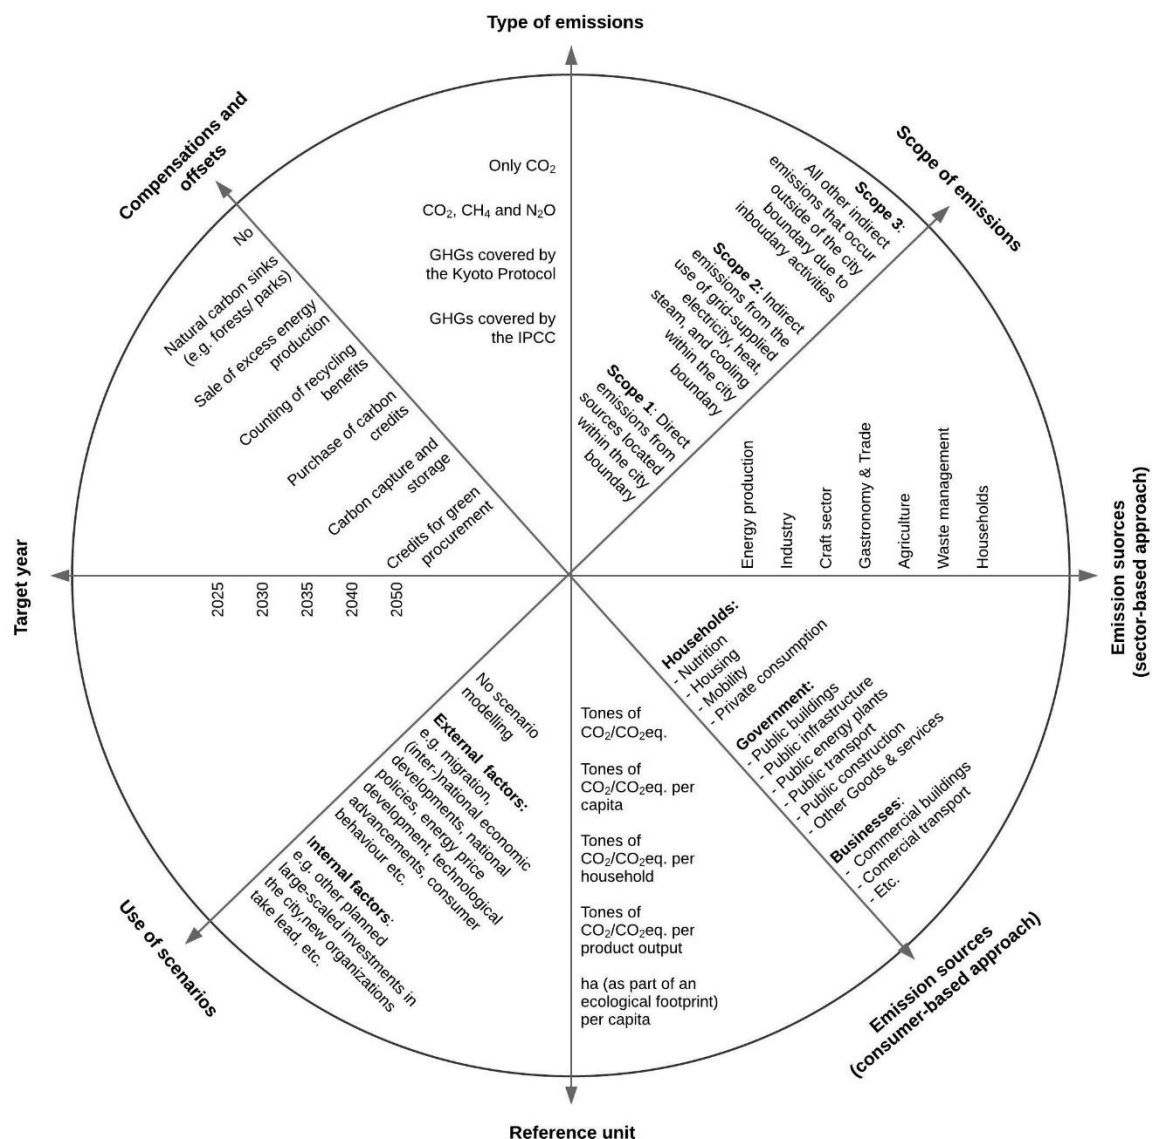 Type of emissions
Only CO₂
CO₂, CH₄ and N₂O
GHGs covered by
the Kyoto Protocol
GHGs covered by
the IPCC
Scope of emissions
Scope 3:
All other indirect
emissions that occur
outside of the city
boundary due to
inboudary activities
Scope 2: Indirect
emissions from the
use of grid-supplied
electricity, heat,
steam, and cooling
within the city
boundary
Scope 1: Direct
emissions from
sources located
within the city
boundary
Emission suorces
(sector-based approach)
Energy production
Industry
Craft sector
Gastronomy & Trade
Agriculture
Waste management
Households
Emission sources
(consumer-based approach)
Households:
- Nutrition
- Housing
- Mobility
- Private consumption
Government:
- Public buildings
- Public infrastructure
- Public energy plants
- Public transport
- Public construction
- Other Goods & services
Businesses:
- Commercial buildings
- Comercial transport
- Etc.
Reference unit
Tones of
CO₂/CO₂eq.
Tones of
CO₂/CO₂eq. per
capita
Tones of
CO₂/CO₂eq. per
household
Tones of
CO₂/CO₂eq. per
product output
ha (as part of an
ecological footprint)
per capita
Use of scenarios
No scenario
modelling
External factors:
e.g. migration,
(inter-)national economic
developments, national
policies, energy price
development, technological
advancements, consumer
behaviour etc.
Internal factors:
e.g. other planned
large-scaled investments in
the city,new organizations
take lead, etc.
Target year
2025
2030
2035
2040
2050
Compensations and
offsets
No
Natural carbon sinks
(e.g. forests/ parks)
Sale of excess energy
production
Counting of recycling
benefits
Purchase of carbon
credits
Carbon capture and
storage
Credits for green
procurement